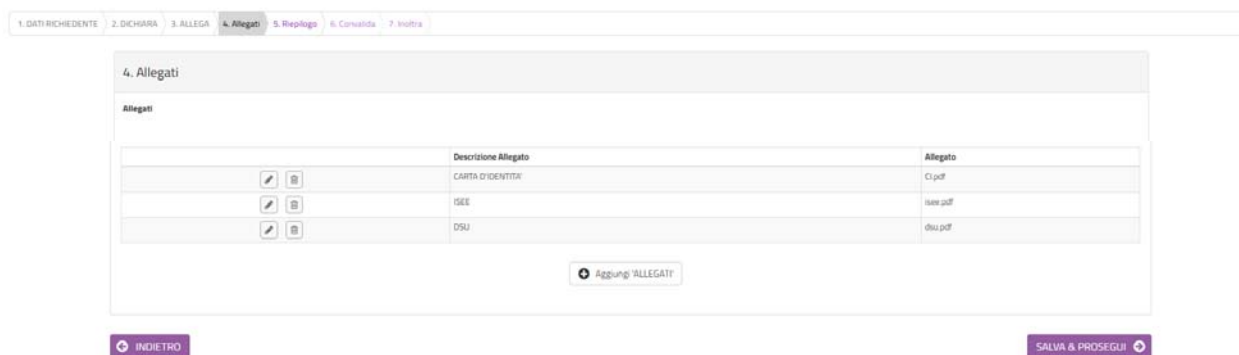 1. DATI RICHIEDENTE 2. DICHIARA 3. ALLEGA 4. Allegati 5. Riepilogo 6. Convalida 7. Inoltra
4. Allegati
Allegati
Descrizione Allegato Allegato
CARTA D'IDENTITA' CI.pdf
ISEE isee.pdf
DSU dsu.pdf
Aggiungi 'ALLEGATI'
INDIETRO SALVA & PROSEGUI